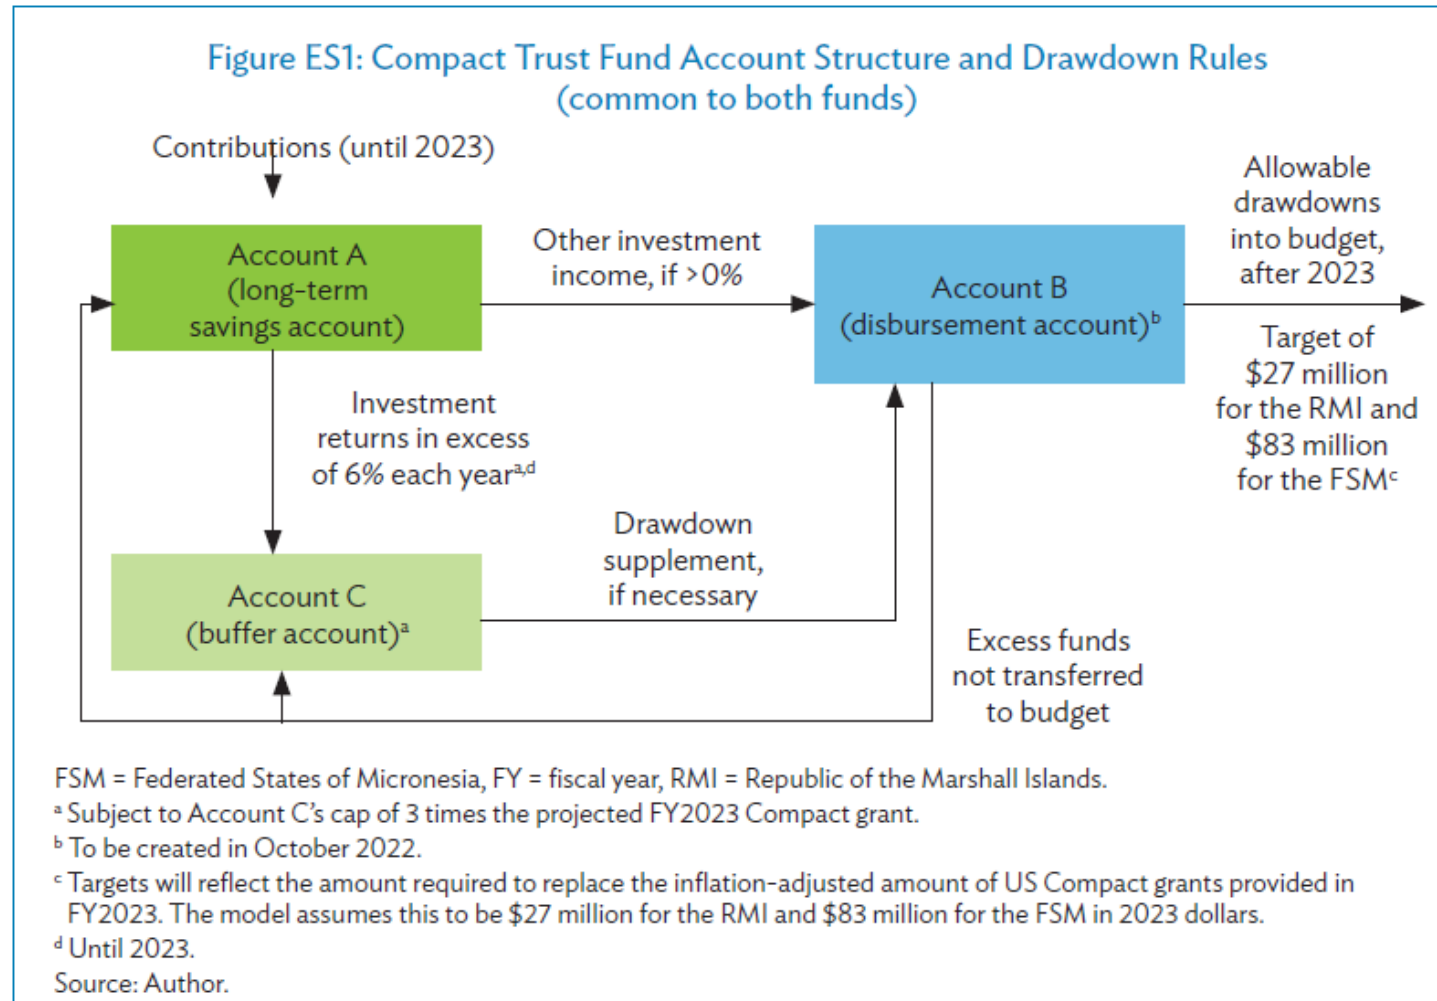 Figure ES1: Compact Trust Fund Account Structure and Drawdown Rules
(common to both funds)
Contributions (until 2023)
Account A
(long-term
savings account)
Other investment
income, if >0%
Account B
(disbursement account)ᵇ
Allowable
drawdowns
into budget,
after 2023
Target of
$27 million
for the RMI and
$83 million
for the FSMᶜ
Investment
returns in excess
of 6% each yearᵃ,ᵈ
Account C
(buffer account)ᵃ
Drawdown
supplement,
if necessary
Excess funds
not transferred
to budget
FSM = Federated States of Micronesia, FY = fiscal year, RMI = Republic of the Marshall Islands.
ᵃ Subject to Account C’s cap of 3 times the projected FY2023 Compact grant.
ᵇ To be created in October 2022.
ᶜ Targets will reflect the amount required to replace the inflation-adjusted amount of US Compact grants provided in
FY2023. The model assumes this to be $27 million for the RMI and $83 million for the FSM in 2023 dollars.
ᵈ Until 2023.
Source: Author.